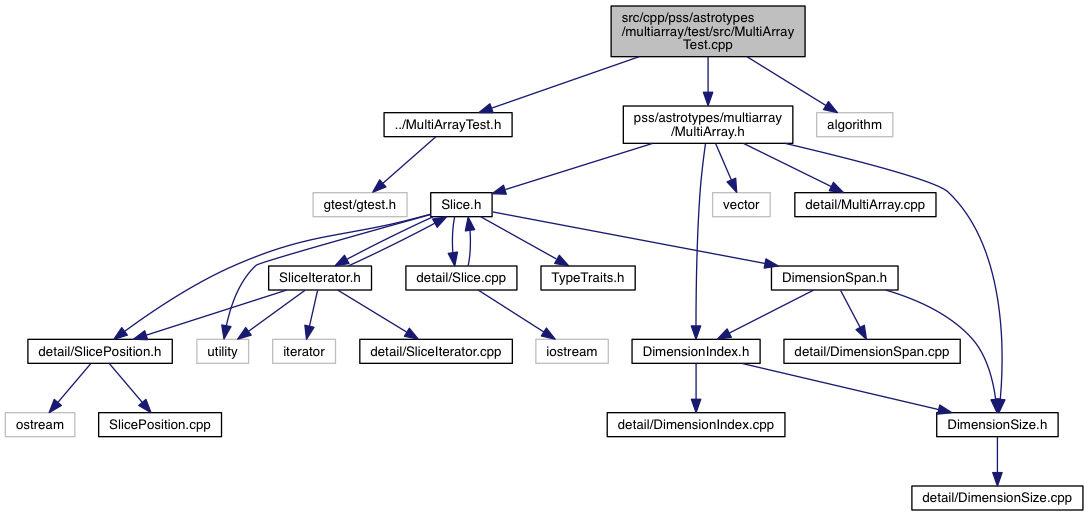 src/cpp/pss/astrotypes
/multiarray/test/src/MultiArray
Test.cpp
../MultiArrayTest.h
pss/astrotypes/multiarray
/MultiArray.h
algorithm
gtest/gtest.h
Slice.h
vector
detail/MultiArray.cpp
SliceIterator.h
detail/Slice.cpp
TypeTraits.h
DimensionSpan.h
detail/SlicePosition.h
utility
iterator
detail/SliceIterator.cpp
iostream
DimensionIndex.h
detail/DimensionSpan.cpp
ostream
SlicePosition.cpp
detail/DimensionIndex.cpp
DimensionSize.h
detail/DimensionSize.cpp